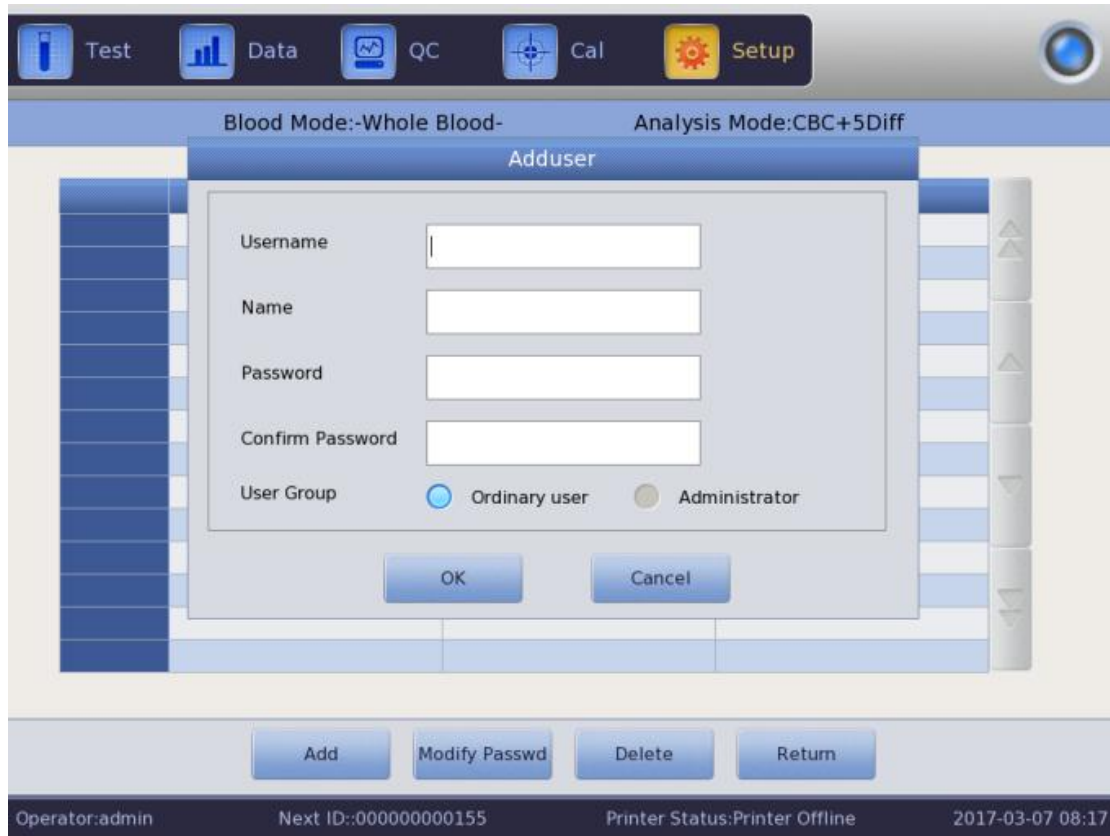 Test Data QC Cal Setup
Blood Mode:-Whole Blood- Analysis Mode:CBC+5Diff
Adduser
Username
Name
Password
Confirm Password
User Group Ordinary user Administrator
OK Cancel
Add Modify Passwd Delete Return
Operator:admin Next ID::000000000155 Printer Status:Printer Offline 2017-03-07 08:17